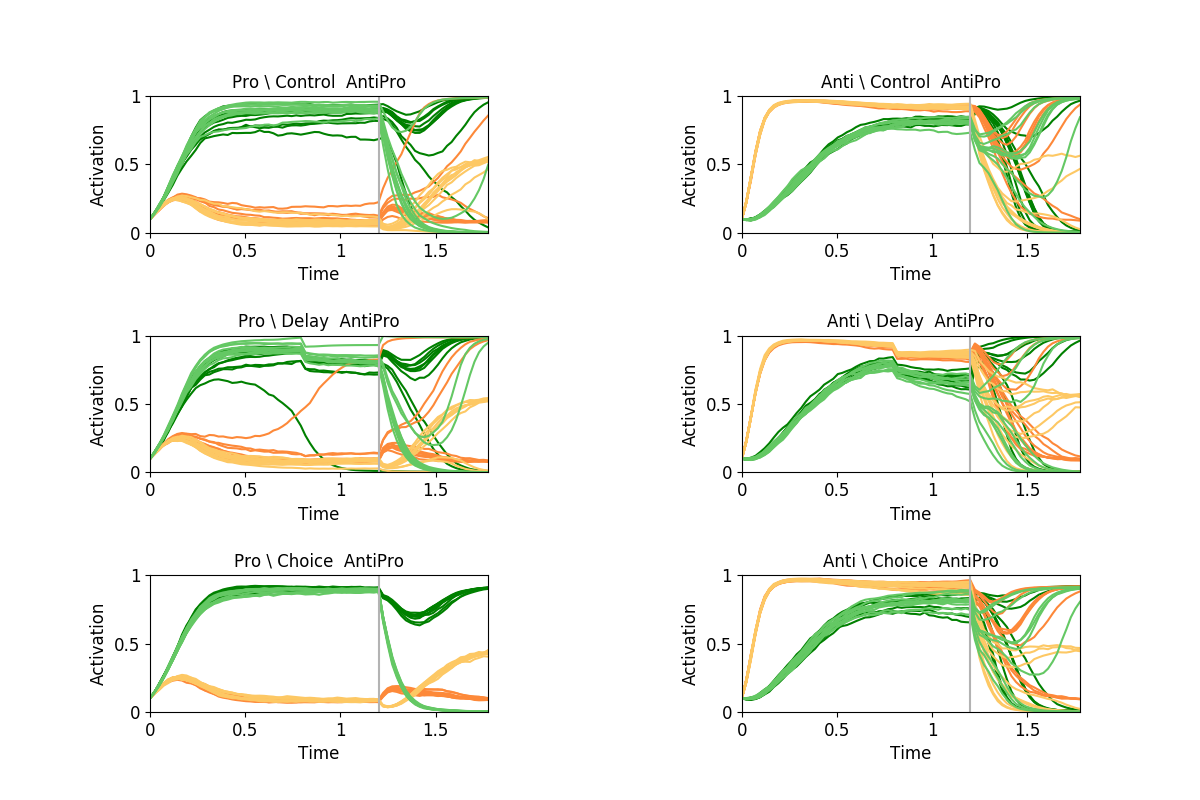 Pro \ Control  AntiPro
Activation
1
0.5
0
0
0.5
1
1.5
Time
Anti \ Control  AntiPro
Activation
1
0.5
0
0
0.5
1
1.5
Time
Pro \ Delay  AntiPro
Activation
1
0.5
0
0
0.5
1
1.5
Time
Anti \ Delay  AntiPro
Activation
1
0.5
0
0
0.5
1
1.5
Time
Pro \ Choice  AntiPro
Activation
1
0.5
0
0
0.5
1
1.5
Time
Anti \ Choice  AntiPro
Activation
1
0.5
0
0
0.5
1
1.5
Time